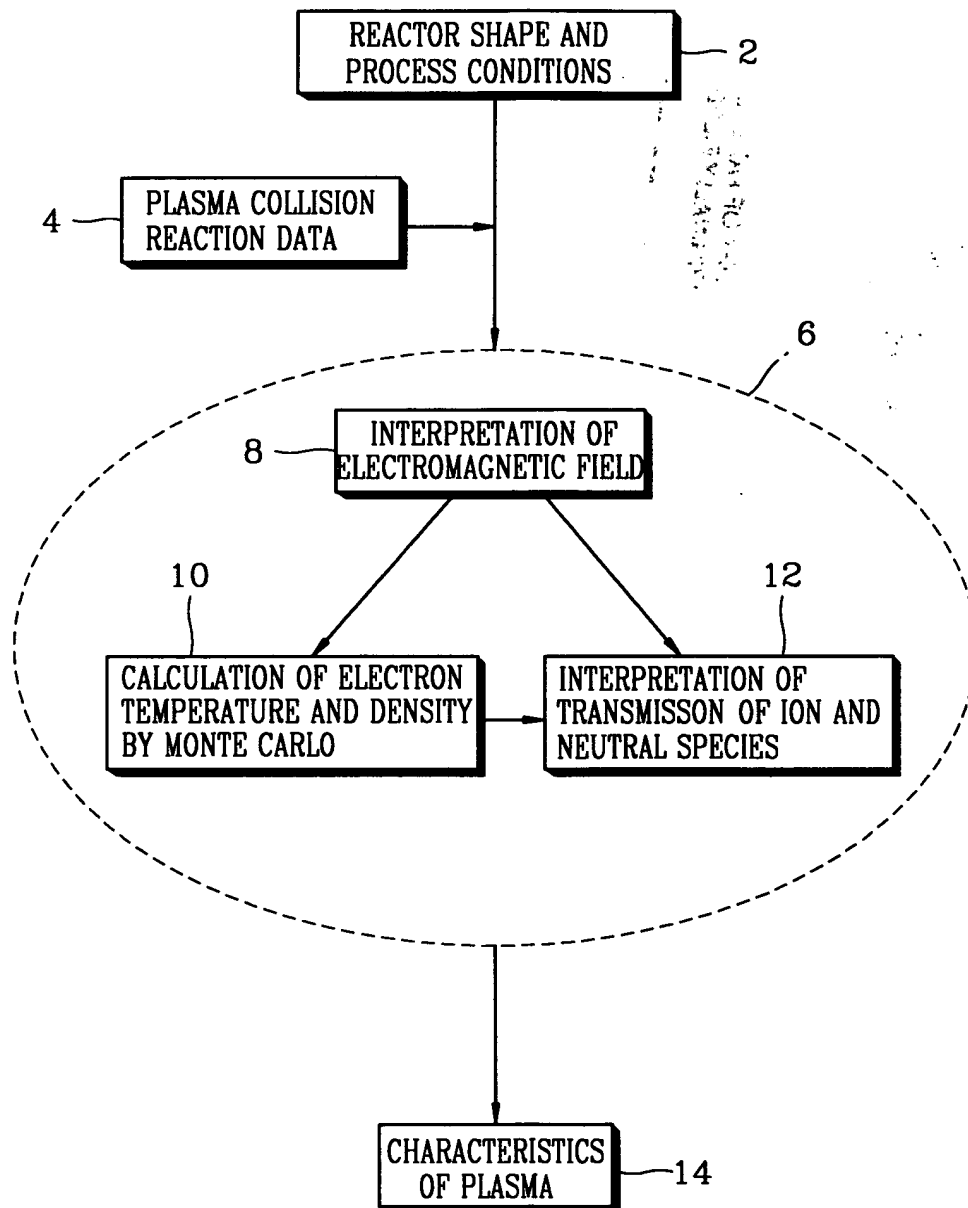 REACTOR SHAPE AND
PROCESS CONDITIONS
2
PLASMA COLLISION
REACTION DATA
4
6
INTERPRETATION OF
ELECTROMAGNETIC FIELD
8
10
12
CALCULATION OF ELECTRON
TEMPERATURE AND DENSITY
BY MONTE CARLO
INTERPRETATION OF
TRANSMISSON OF ION AND
NEUTRAL SPECIES
CHARACTERISTICS
OF PLASMA
14